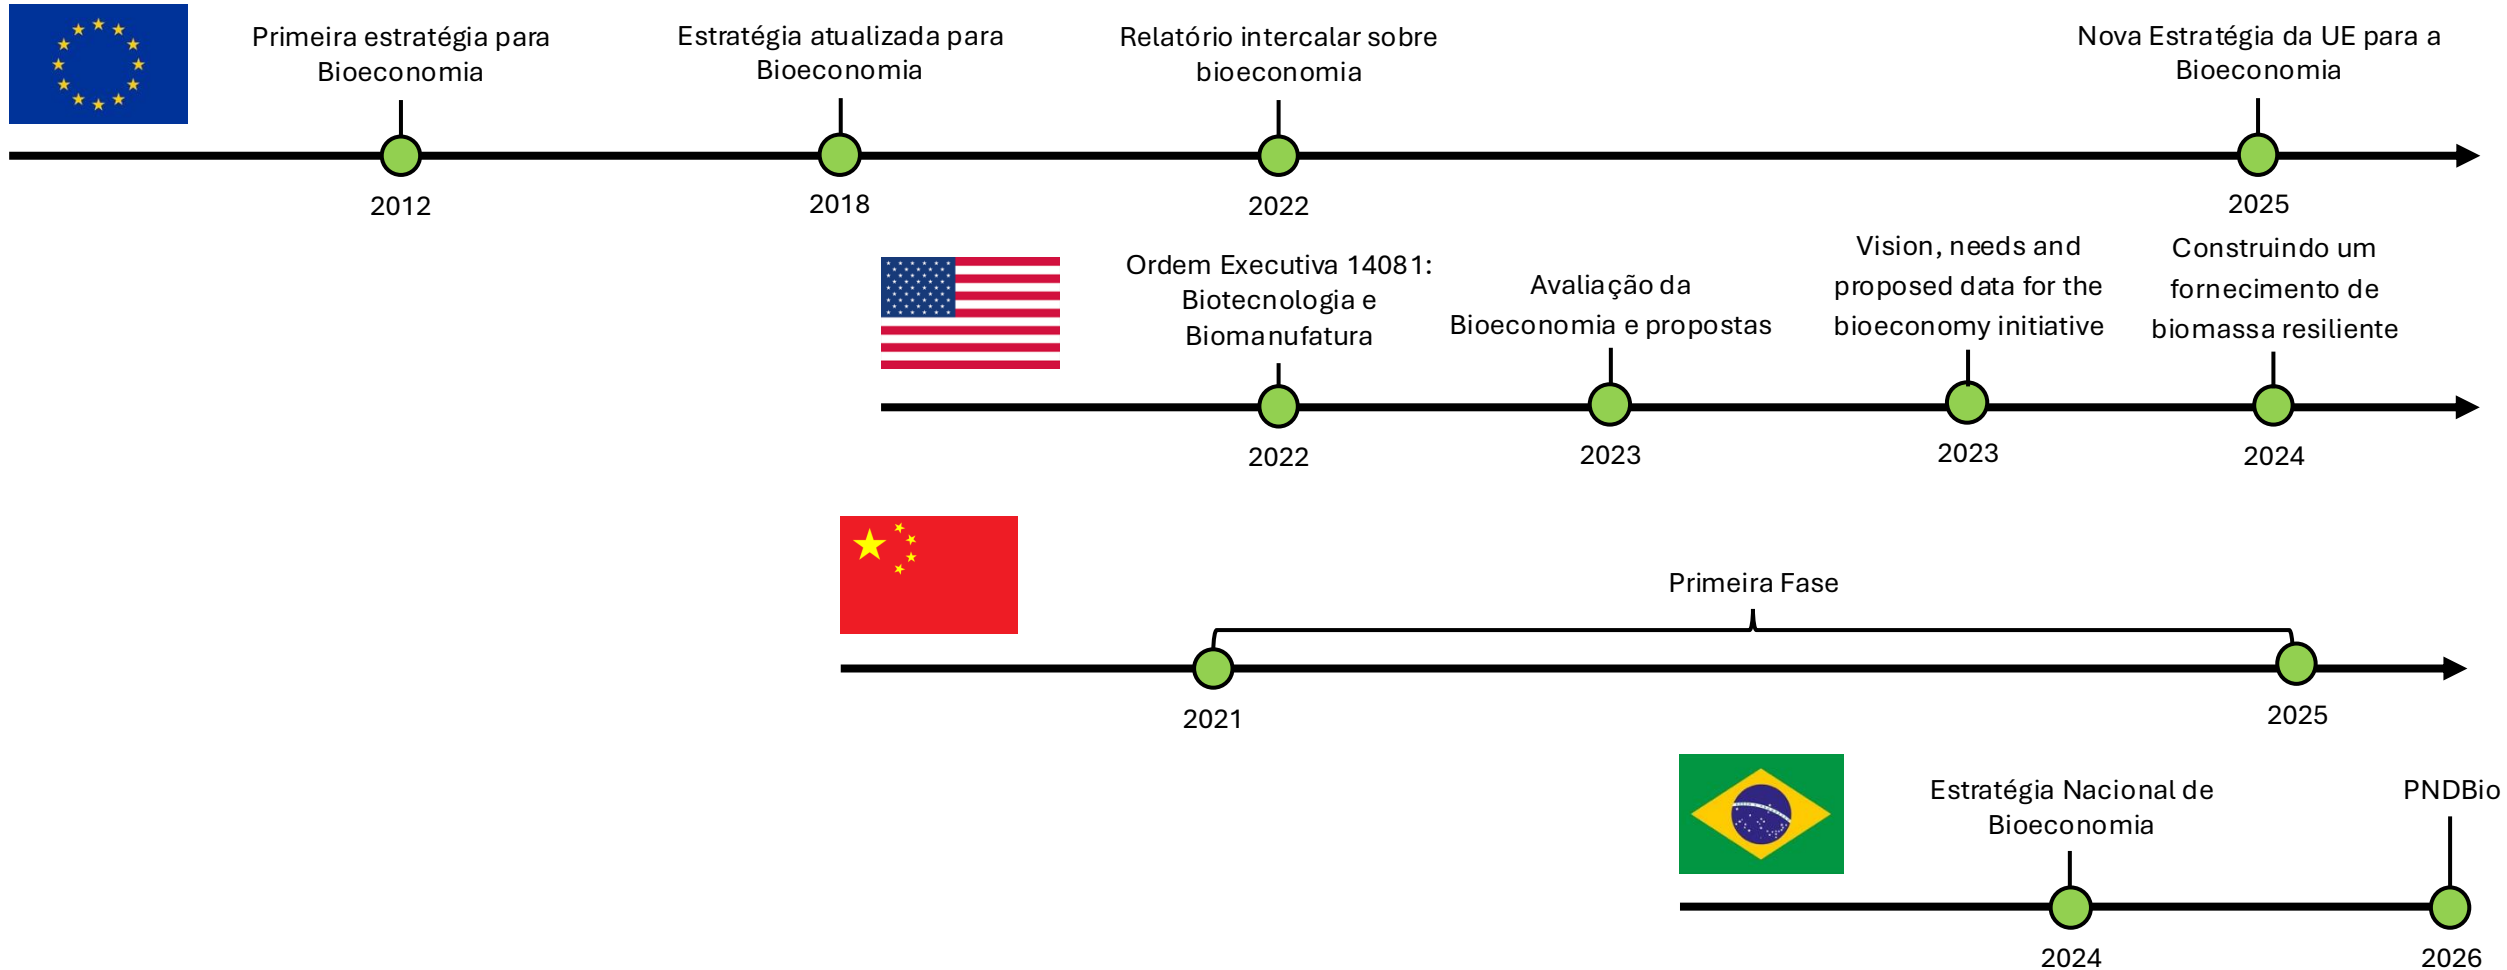 Primeira estratégia para
Bioeconomia
2012
Estratégia atualizada para
Bioeconomia
2018
Relatório intercalar sobre
bioeconomia
2022
Nova Estratégia da UE para a
Bioeconomia
2025
Ordem Executiva 14081:
Biotecnologia e
Biomanufatura
2022
Avaliação da
Bioeconomia e propostas
2023
Vision, needs and
proposed data for the
bioeconomy initiative
2023
Construindo um
fornecimento de
biomassa resiliente
2024
Primeira Fase
2021
2025
Estratégia Nacional de
Bioeconomia
2024
PNDBio
2026